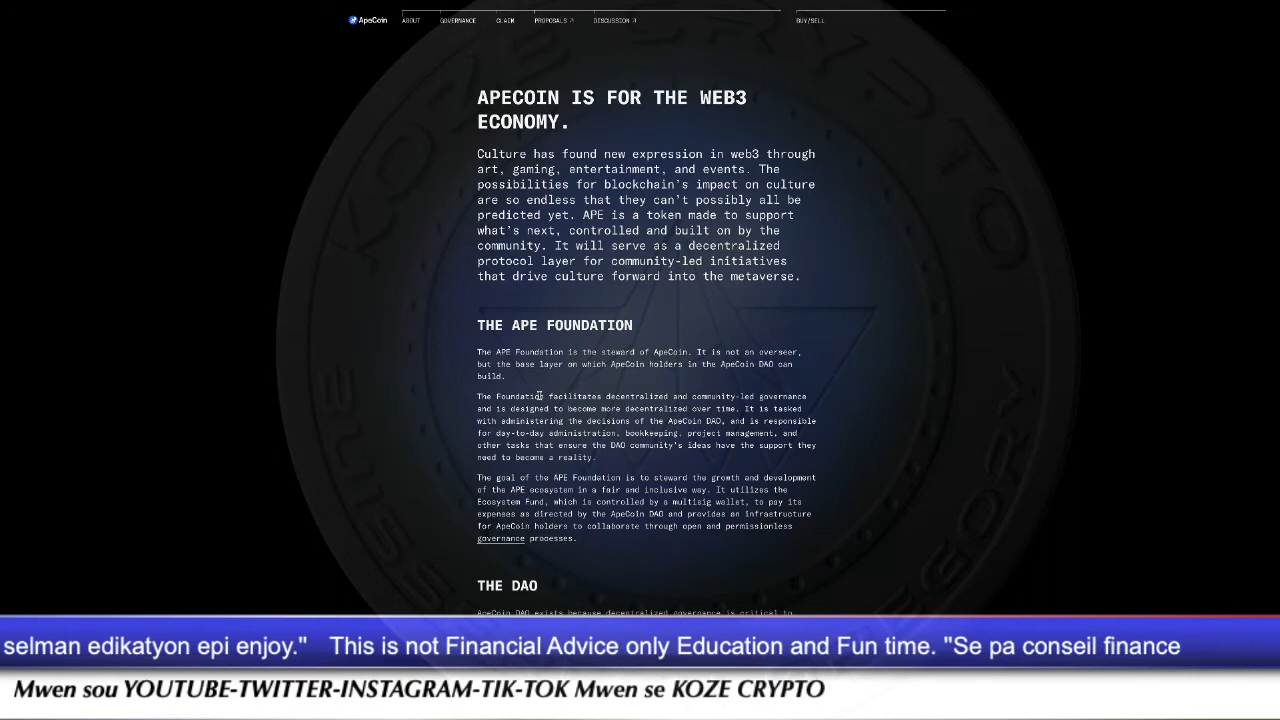 ApeCoin
ABOUT GOVERNANCE CLAIM PROPOSALS ↗ DISCUSSION ↗ BUY/SELL
APECOIN IS FOR THE WEB3
ECONOMY.
Culture has found new expression in web3 through
art, gaming, entertainment, and events. The
possibilities for blockchain's impact on culture
are so endless that they can't possibly all be
predicted yet. APE is a token made to support
what's next, controlled and built on by the
community. It will serve as a decentralized
protocol layer for community-led initiatives
that drive culture forward into the metaverse.
THE APE FOUNDATION
The APE Foundation is the steward of ApeCoin. It is not an overseer,
but the base layer on which ApeCoin holders in the ApeCoin DAO can
build.
The Foundation facilitates decentralized and community-led governance
and is designed to become more decentralized over time. It is tasked
with administering the decisions of the ApeCoin DAO, and is responsible
for day-to-day administration, bookkeeping, project management, and
other tasks that ensure the DAO community's ideas have the support they
need to become a reality.
The goal of the APE Foundation is to steward the growth and development
of the APE ecosystem in a fair and inclusive way. It utilizes the
Ecosystem Fund, which is controlled by a multisig wallet, to pay its
expenses as directed by the ApeCoin DAO and provides an infrastructure
for ApeCoin holders to collaborate through open and permissionless
governance processes.
THE DAO
ApeCoin DAO exists because decentralized governance is critical to
selman edikatyon epi enjoy." This is not Financial Advice only Education and Fun time. "Se pa conseil finance
Mwen sou YOUTUBE-TWITTER-INSTAGRAM-TIK-TOK Mwen se KOZE CRYPTO
KOZE CRYPTO